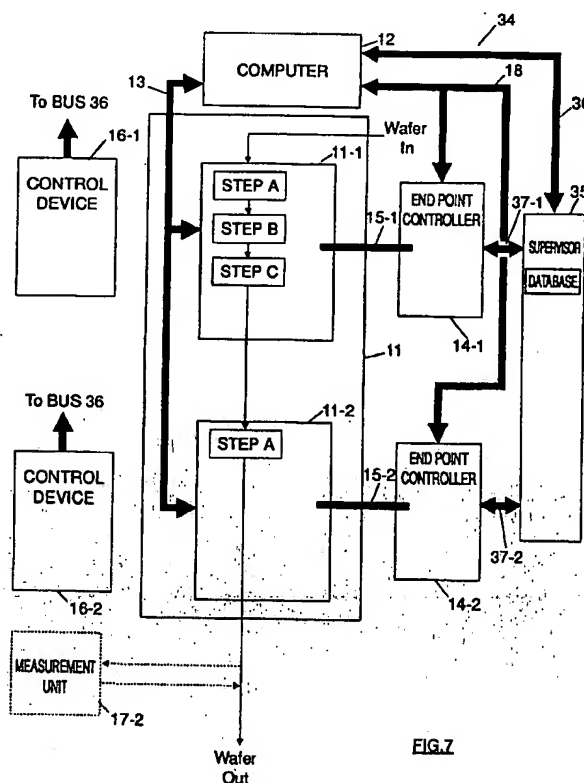 34
12
COMPUTER
13
18
To BUS 36
16-1
CONTROL
DEVICE
Wafer
In
11-1
36
35
STEP A
STEP B
STEP C
END POINT
CONTROLLER
37-1
SUPERVISOR
DATABASE
15-1
14-1
11
To BUS 36
CONTROL
DEVICE
16-2
11-2
STEP A
END POINT
CONTROLLER
15-2
37-2
14-2
MEASUREMENT
UNIT
17-2
Wafer
Out
FIG.7